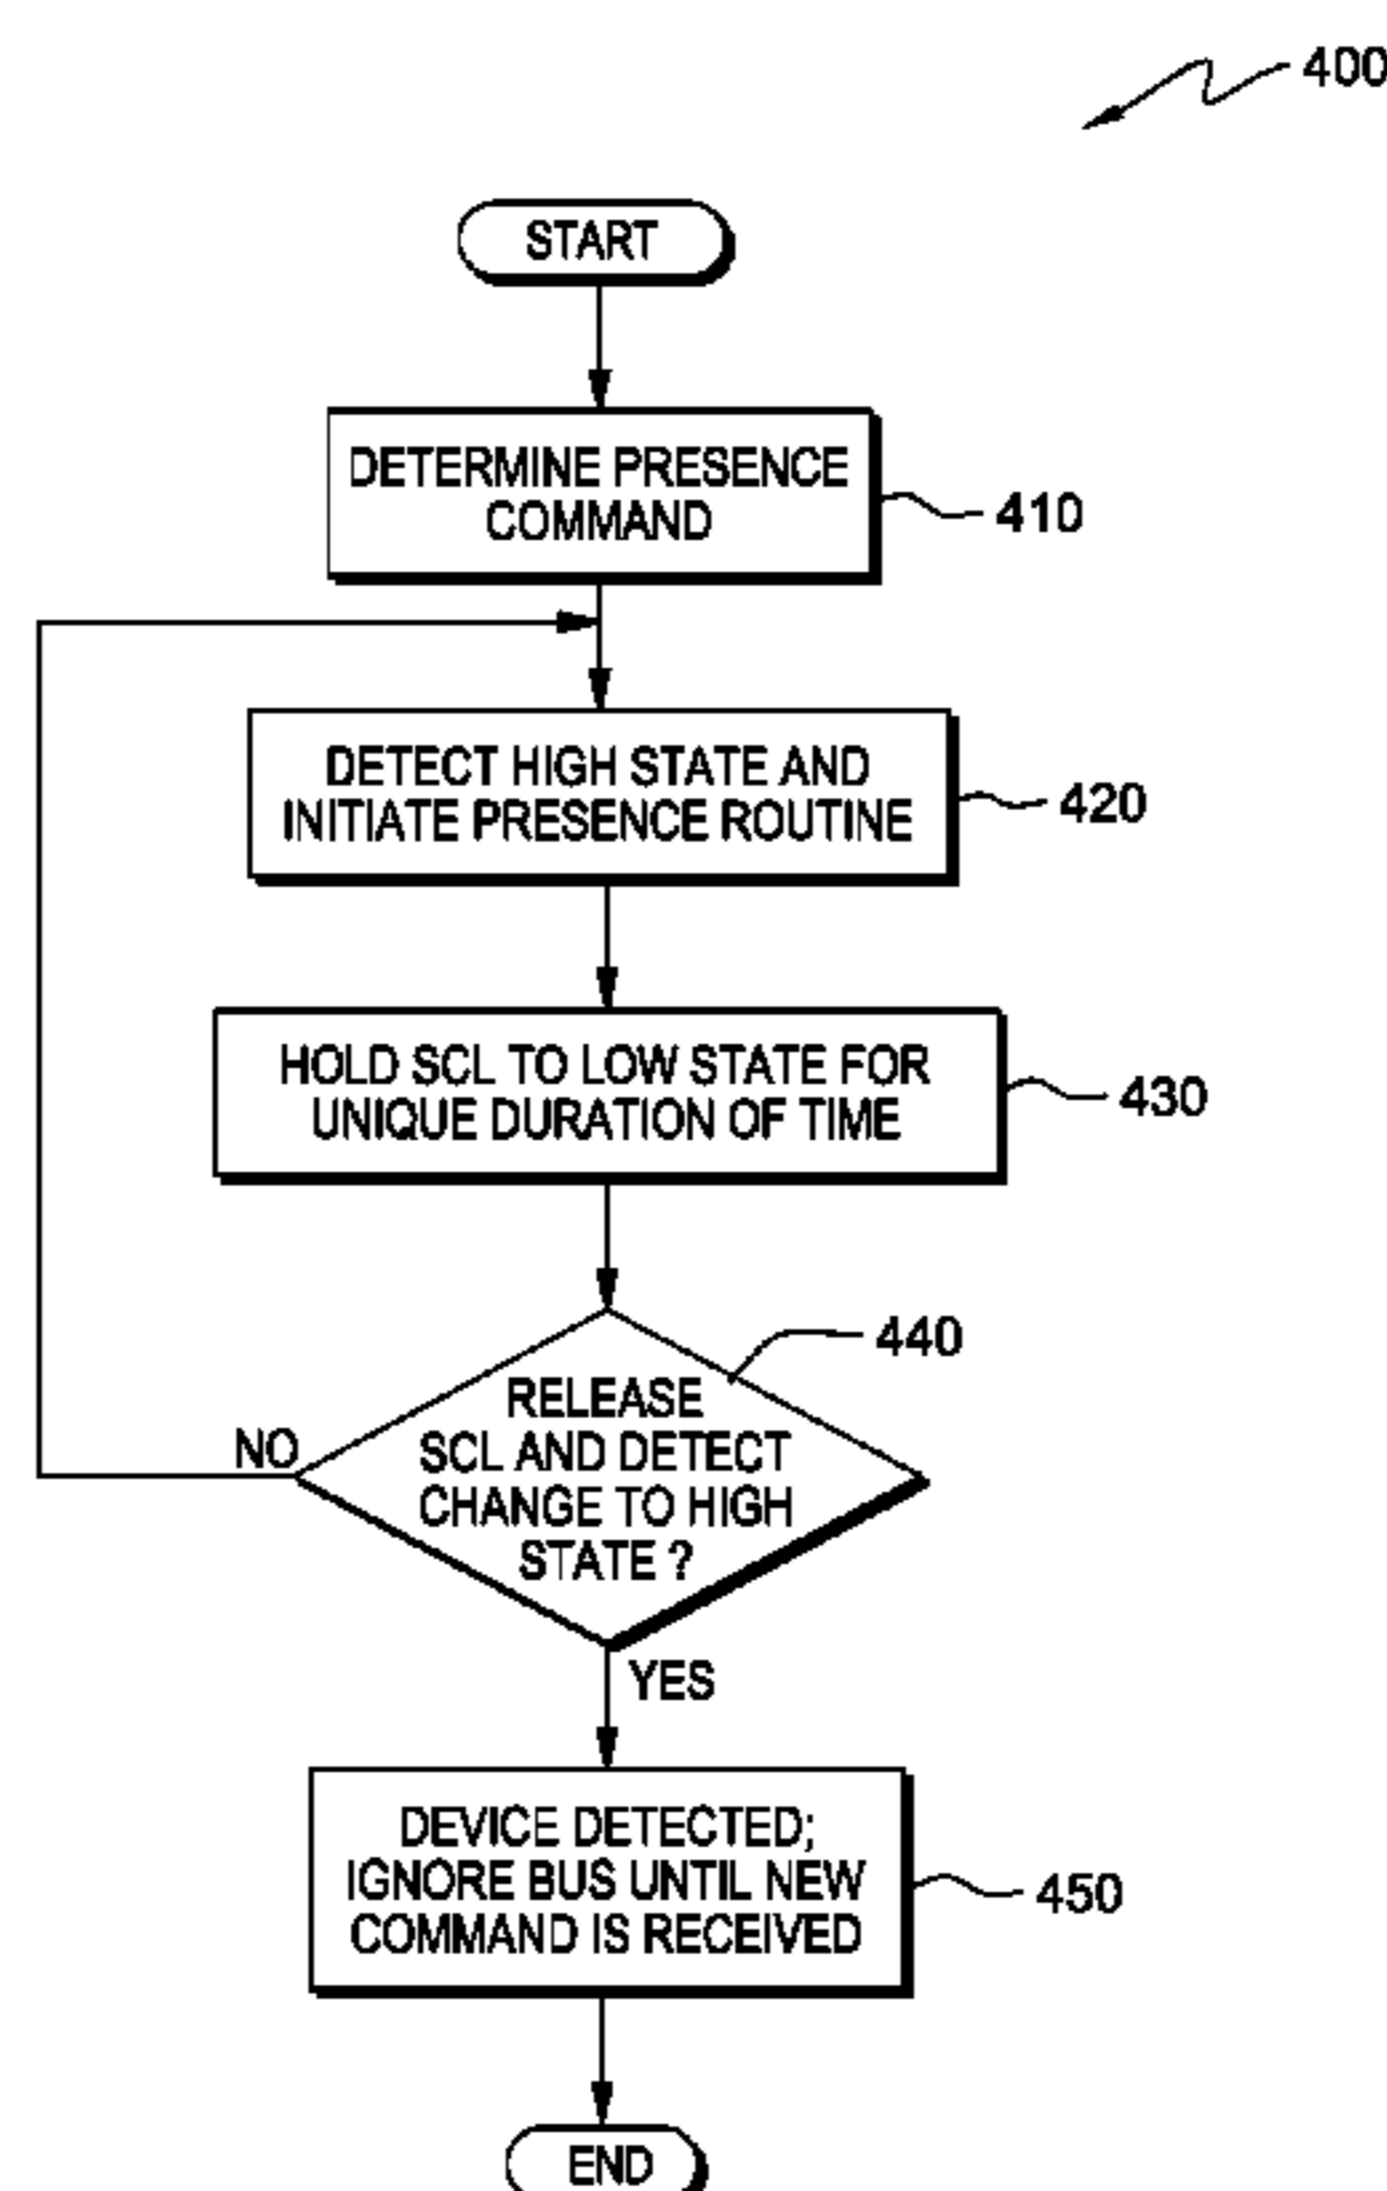 400
START
DETERMINE PRESENCE
COMMAND
410
DETECT HIGH STATE AND
INITIATE PRESENCE ROUTINE
420
HOLD SCL TO LOW STATE FOR
UNIQUE DURATION OF TIME
430
440
RELEASE
SCL AND DETECT
CHANGE TO HIGH
STATE ?
NO
YES
DEVICE DETECTED;
IGNORE BUS UNTIL NEW
COMMAND IS RECEIVED
450
END